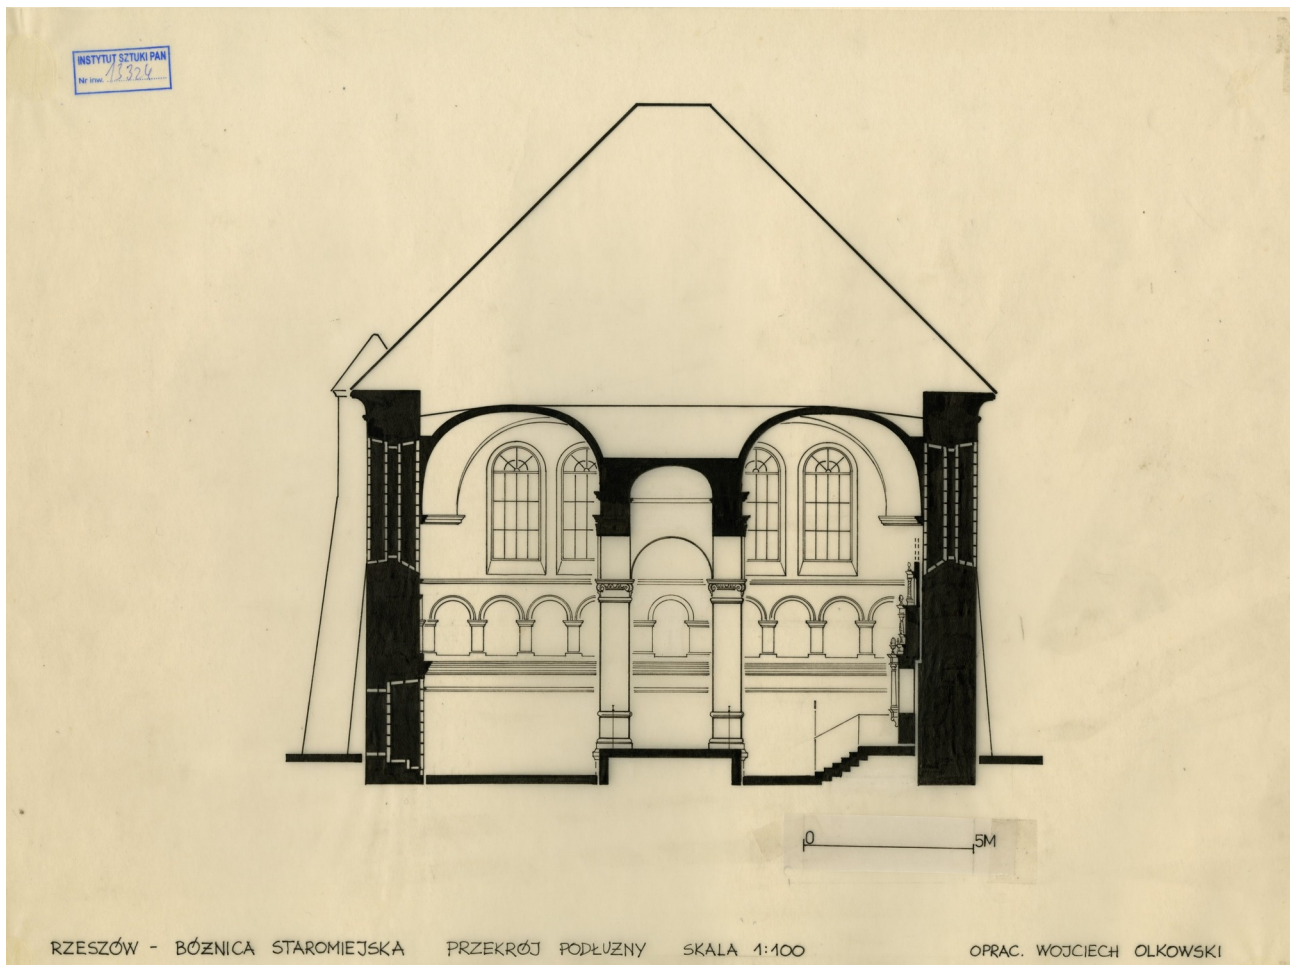 INSTYTUT SZTUKI PAN
Nr inw. 13324
0 5M
RZESZÓW - BÓŻNICA STAROMIEJSKA PRZEKRÓJ PODŁUŻNY SKALA 1:100 OPRAC. WOJCIECH OLKOWSKI